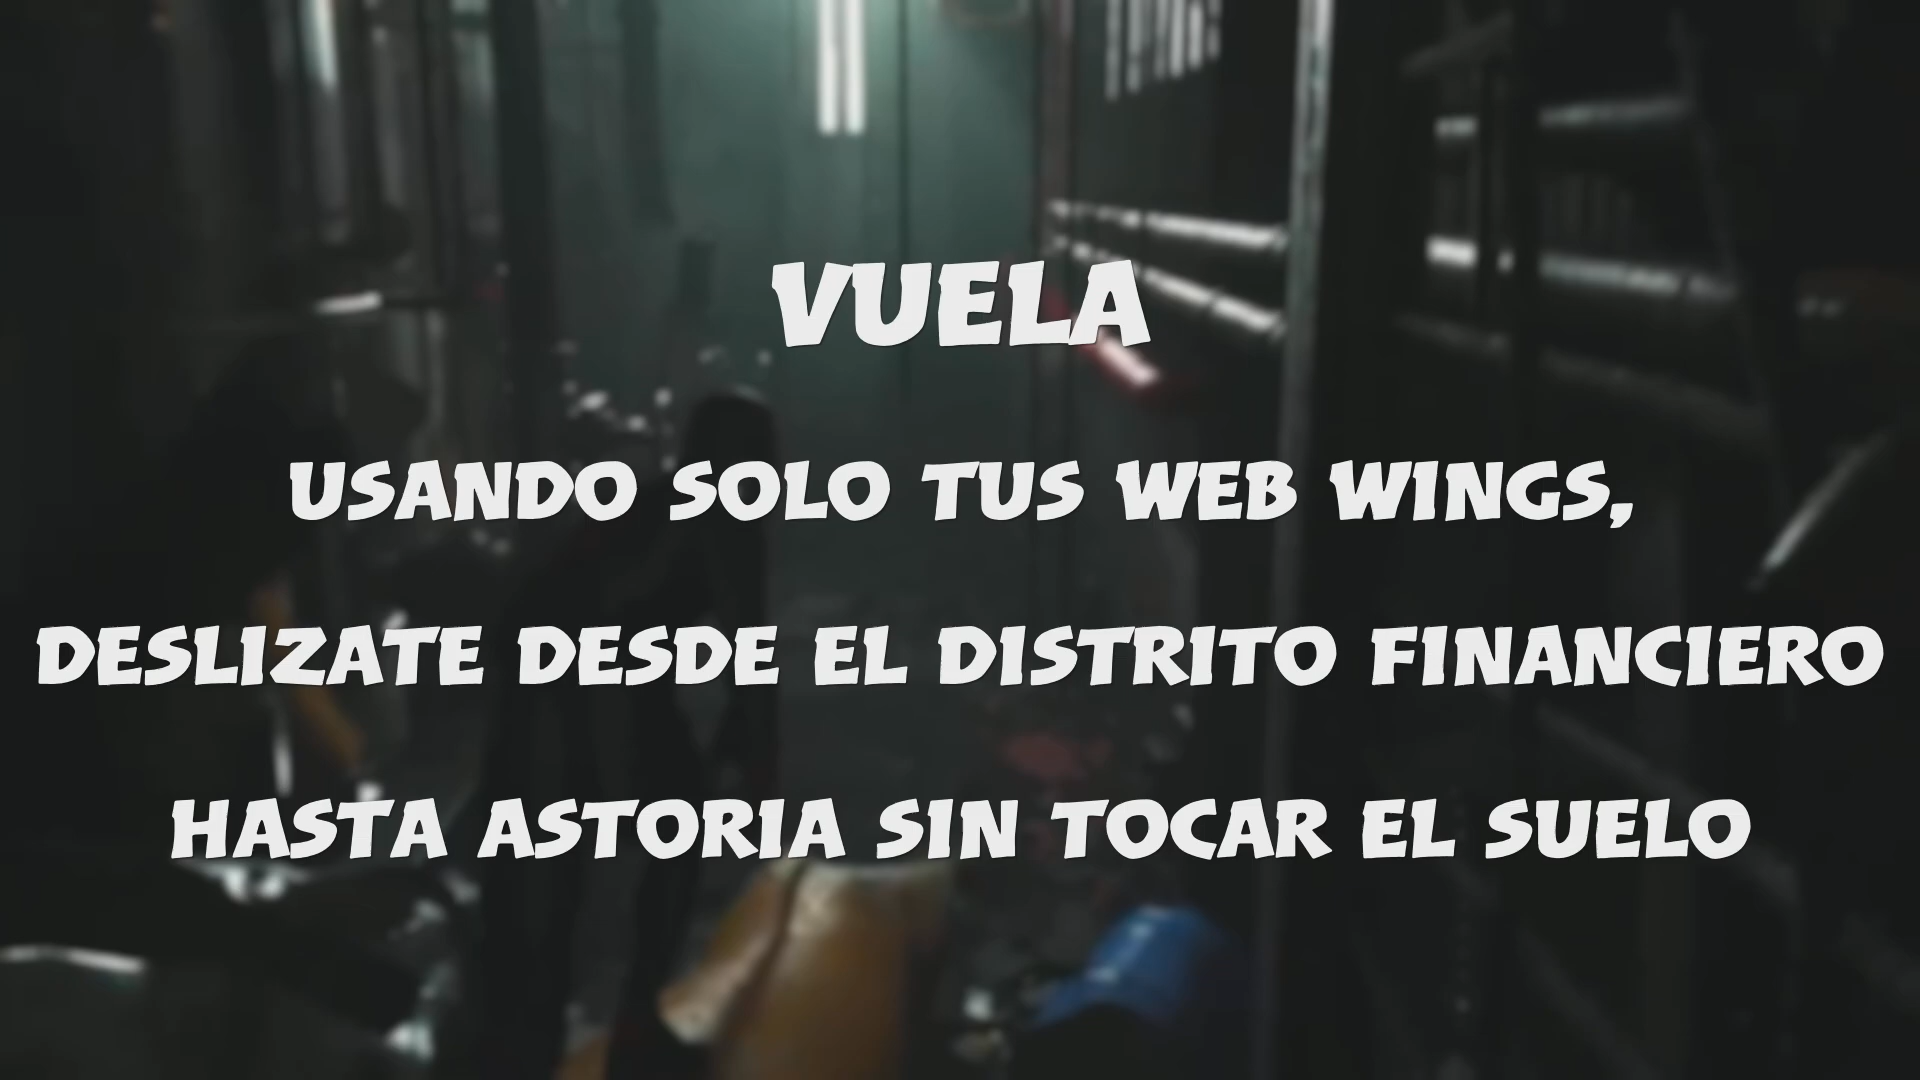 VUELA
USANDO SOLO TUS WEB WINGS,
DESLIZATE DESDE EL DISTRITO FINANCIERO
HASTA ASTORIA SIN TOCAR EL SUELO